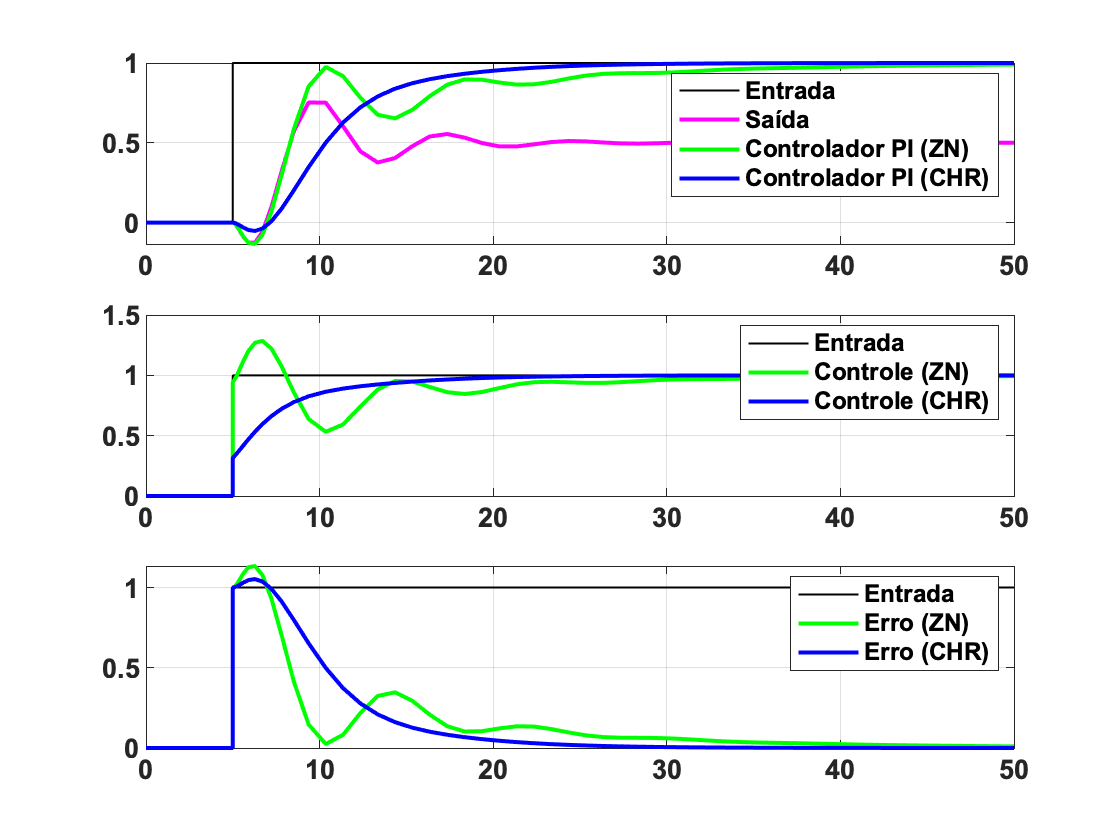 1
0.5
0
Entrada
Saída
Controlador PI (ZN)
Controlador PI (CHR)
0 10 20 30 40 50
1.5
1
0.5
0
Entrada
Controle (ZN)
Controle (CHR)
0 10 20 30 40 50
1
0.5
0
Entrada
Erro (ZN)
Erro (CHR)
0 10 20 30 40 50